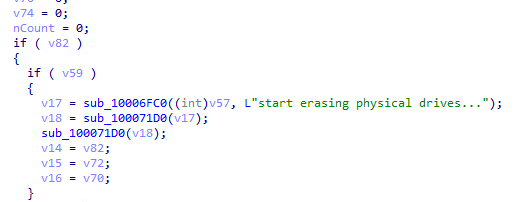 v74 = 0;
nCount = 0;
if ( v82 )
{
if ( v59 )
{
v17 = sub_10006FC0((int)v57, L"start erasing physical drives...");
v18 = sub_100071D0(v17);
sub_100071D0(v18);
v14 = v82;
v15 = v72;
v16 = v70;
}